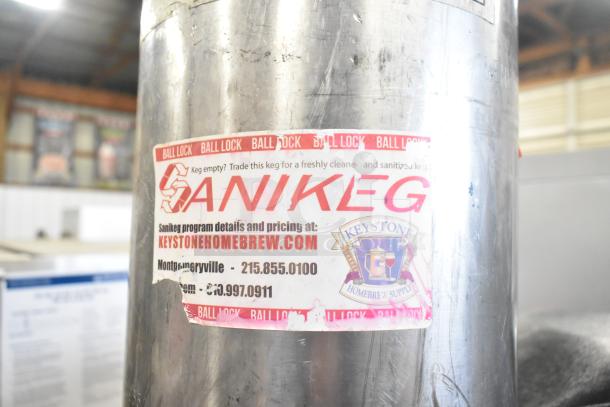 BALL LOCK BALL LOCK BALL LOCK BALL LOCK BALL LOCK
Keg empty? Trade this keg for a freshly cleane and sanitized keg
SANIKEG
Sanikeg program details and pricing at:
KEYSTONEHOMEBREW.COM
Montgomeryville - 215.855.0100
em - 610.997.0911
KEYSTONE
HOMEBREW SUPPLY
BALL LOCK BALL LOCK BALL LOCK BALL LOCK